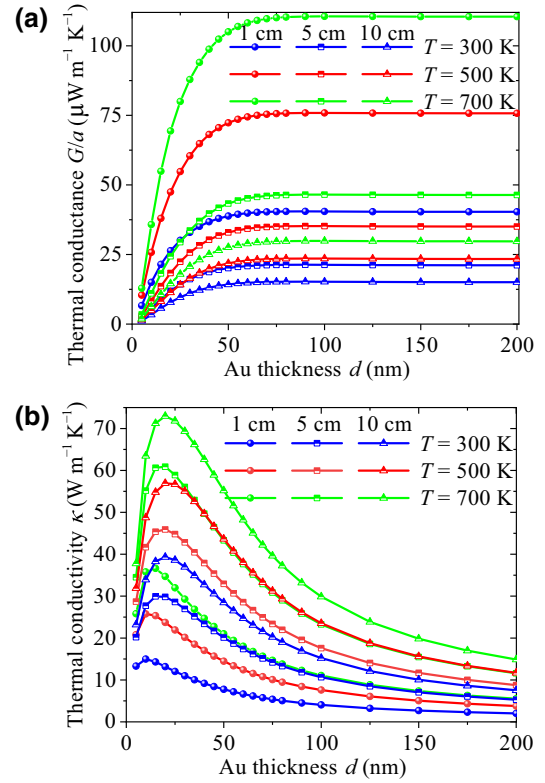 (a)
Thermal conductance G/a (μW m⁻¹ K⁻¹)
100
75
50
25
0
1 cm 5 cm 10 cm
T = 300 K
T = 500 K
T = 700 K
0 50 100 150 200
Au thickness d (nm)
(b)
Thermal conductivity κ (W m⁻¹ K⁻¹)
70
60
50
40
30
20
10
0
1 cm 5 cm 10 cm
T = 300 K
T = 500 K
T = 700 K
0 50 100 150 200
Au thickness d (nm)